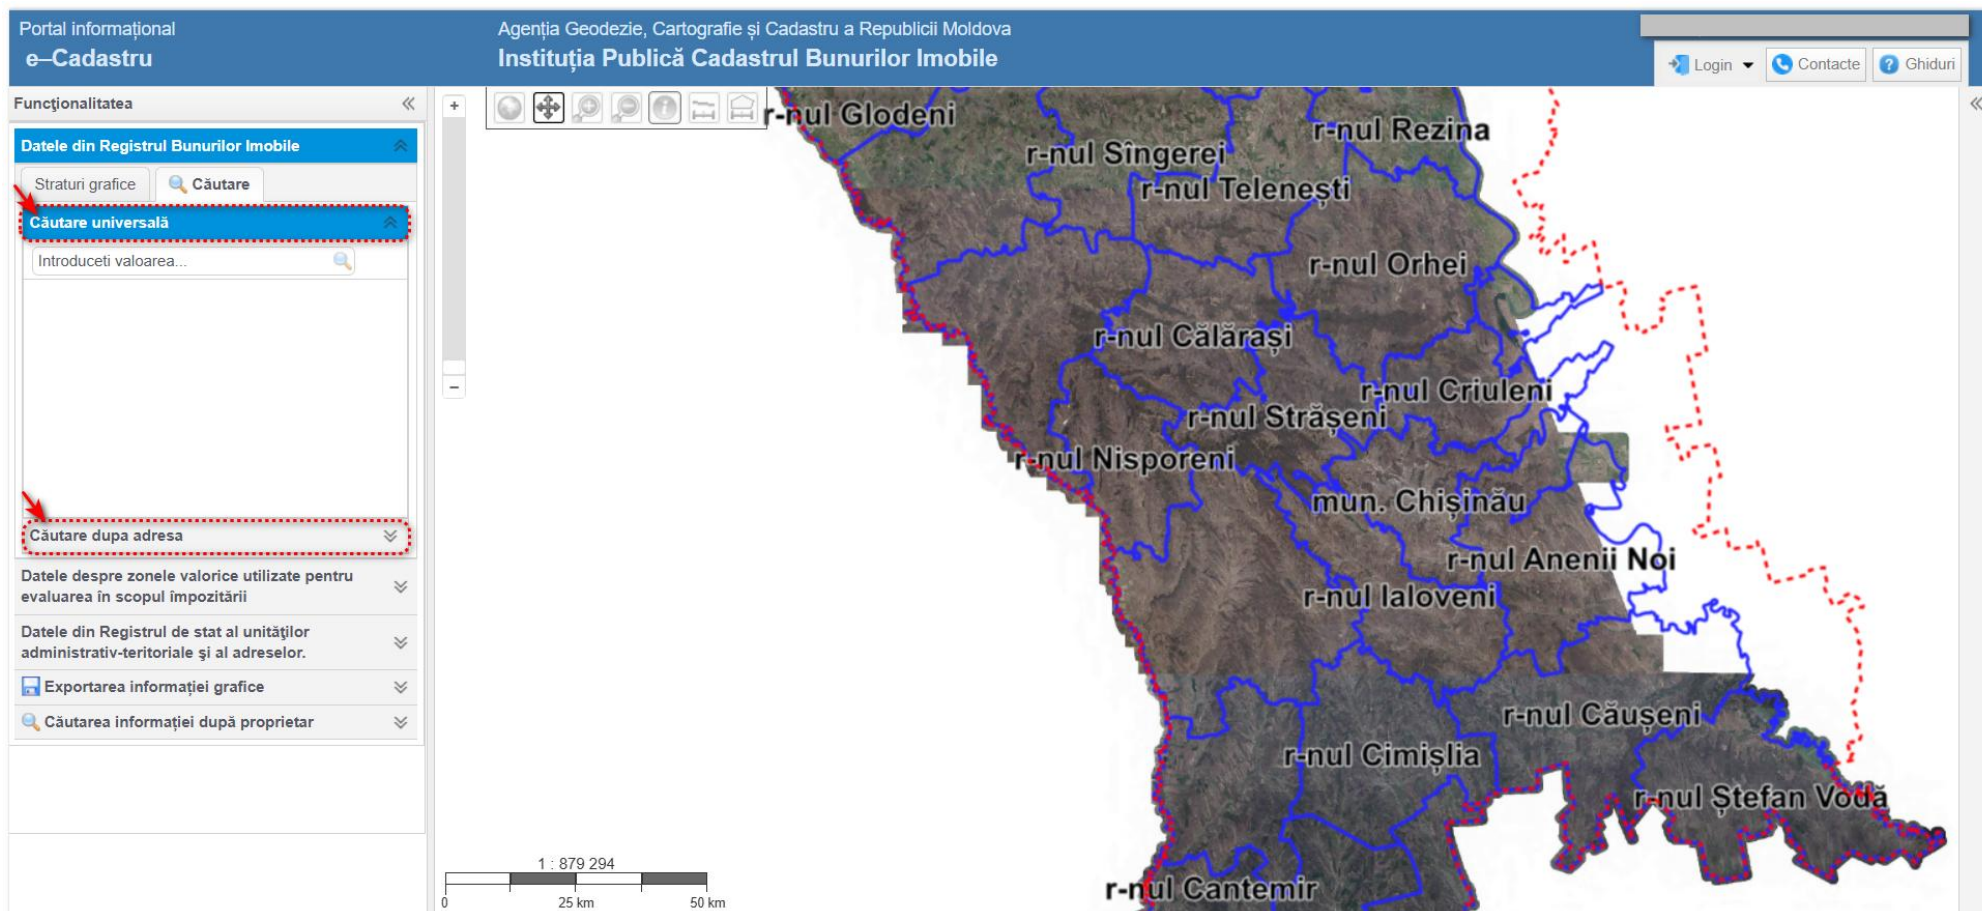 Portal informațional
e–Cadastru
Agenția Geodezie, Cartografie și Cadastru a Republicii Moldova
Instituția Publică Cadastrul Bunurilor Imobile
Login
Contacte
Ghiduri
Funcţionalitatea
Datele din Registrul Bunurilor Imobile
Straturi grafice
Căutare
Căutare universală
Introduceti valoarea...
Căutare dupa adresa
Datele despre zonele valorice utilizate pentru
evaluarea în scopul impozitării
Datele din Registrul de stat al unităţilor
administrativ-teritoriale şi al adreselor.
Exportarea informației grafice
Căutarea informației după proprietar
+
−
r-nul Glodeni
r-nul Rezina
r-nul Sîngerei
r-nul Telenești
r-nul Orhei
r-nul Călărași
r-nul Criuleni
r-nul Strășeni
r-nul Nisporeni
mun. Chișinău
r-nul Anenii Noi
r-nul Ialoveni
r-nul Căușeni
r-nul Cimișlia
r-nul Ștefan Vodă
r-nul Cantemir
1 : 879 294
0 25 km 50 km